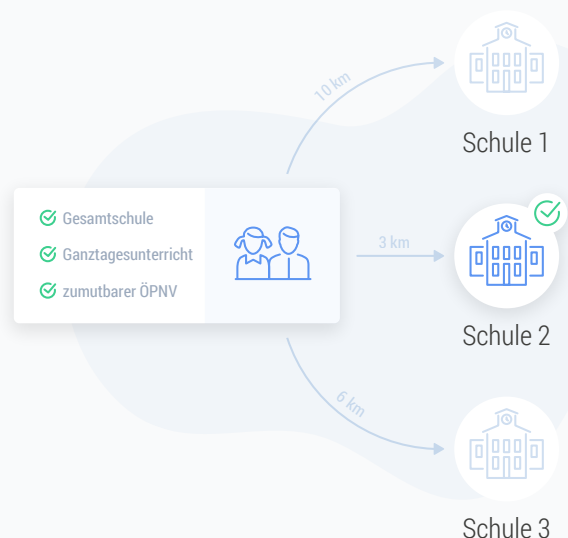 10 km
Schule 1
Gesamtschule
Ganztagesunterricht
zumutbarer ÖPNV
3 km
Schule 2
6 km
Schule 3